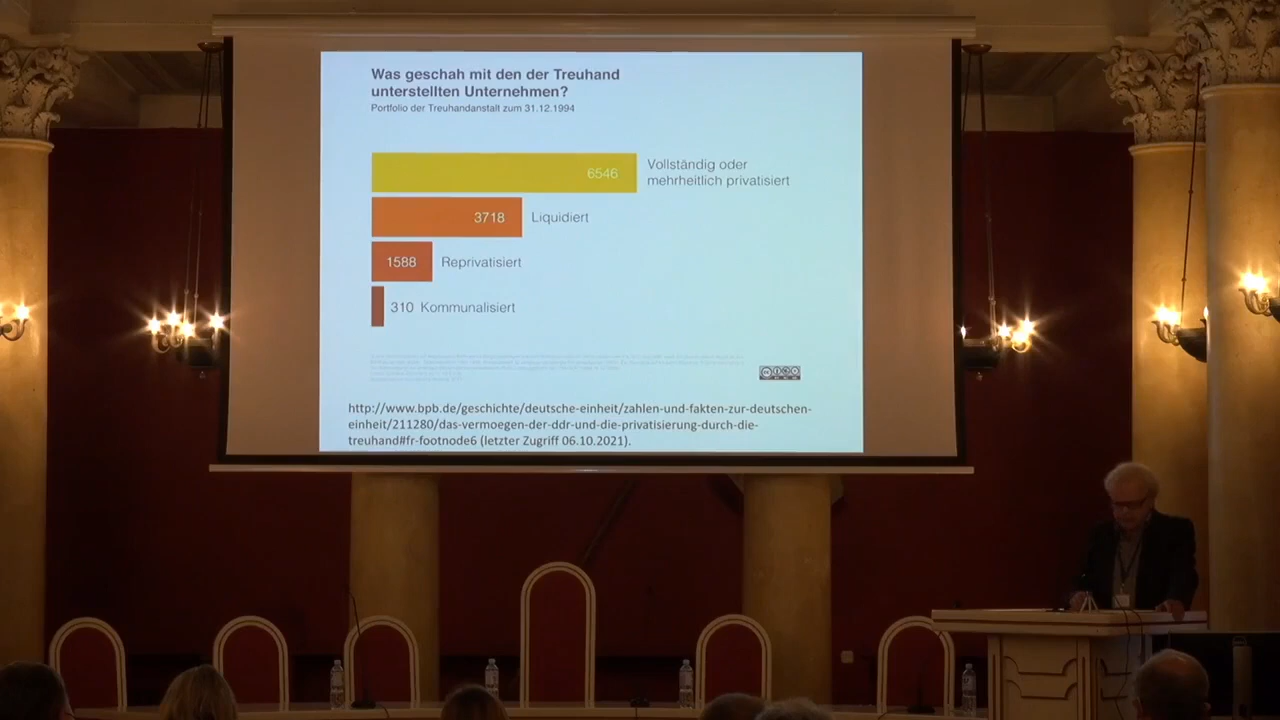 Was geschah mit den der Treuhand
unterstellten Unternehmen?
Portfolio der Treuhandanstalt zum 31.12.1994
6546 Vollständig oder
mehrheitlich privatisiert
3718 Liquidiert
1588 Reprivatisiert
310 Kommunalisiert
http://www.bpb.de/geschichte/deutsche-einheit/zahlen-und-fakten-zur-deutschen-
einheit/211280/das-vermoegen-der-ddr-und-die-privatisierung-durch-die-
treuhand#fr-footnode6 (letzter Zugriff 06.10.2021).